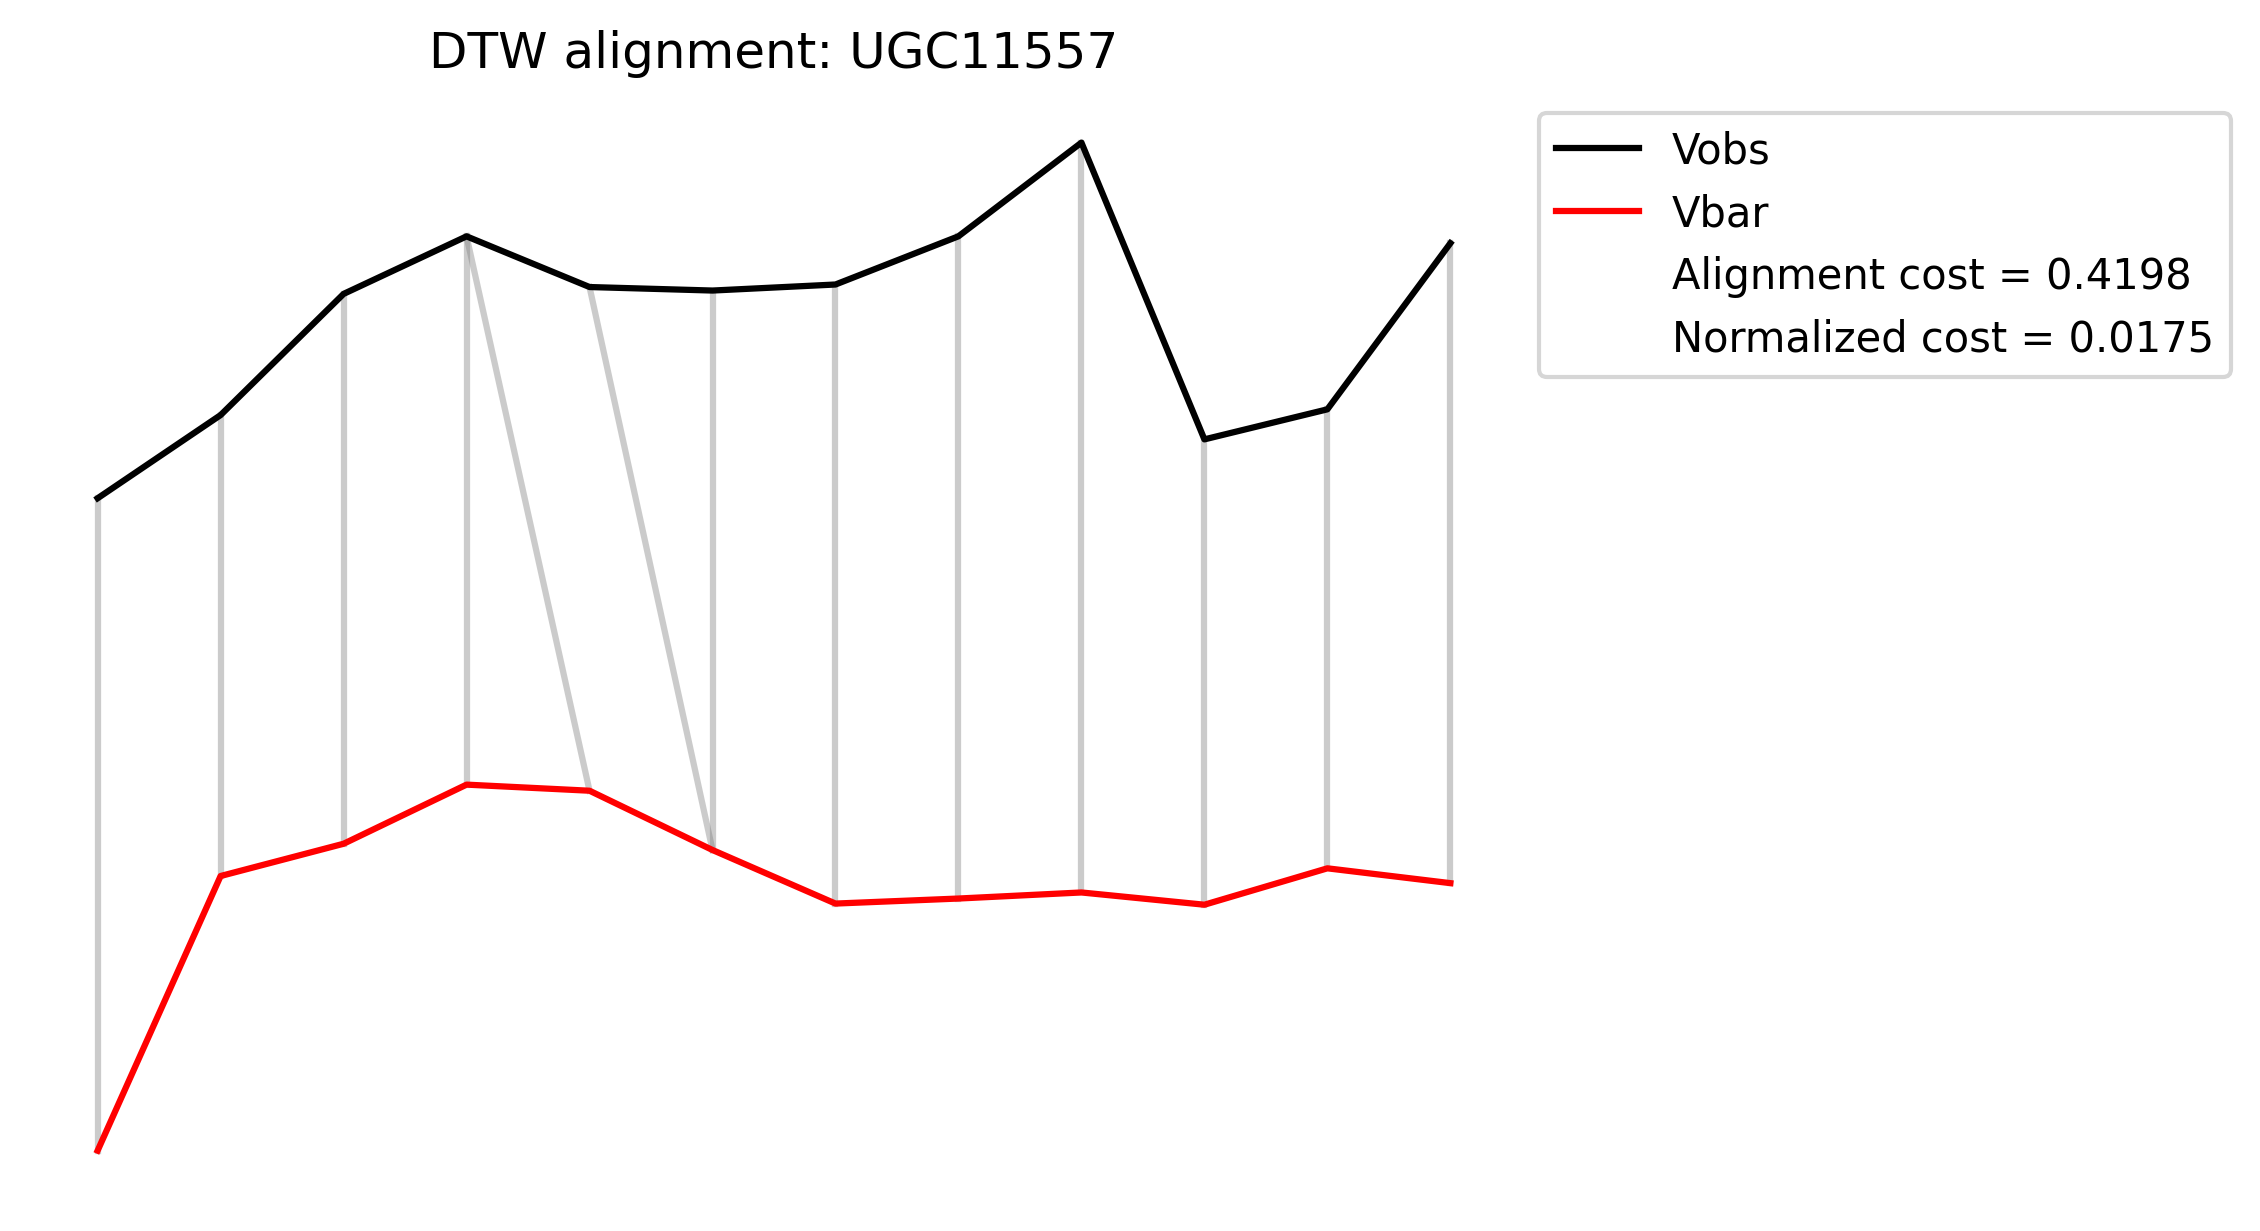 DTW alignment: UGC11557
Vobs
Vbar
Alignment cost = 0.4198
Normalized cost = 0.0175